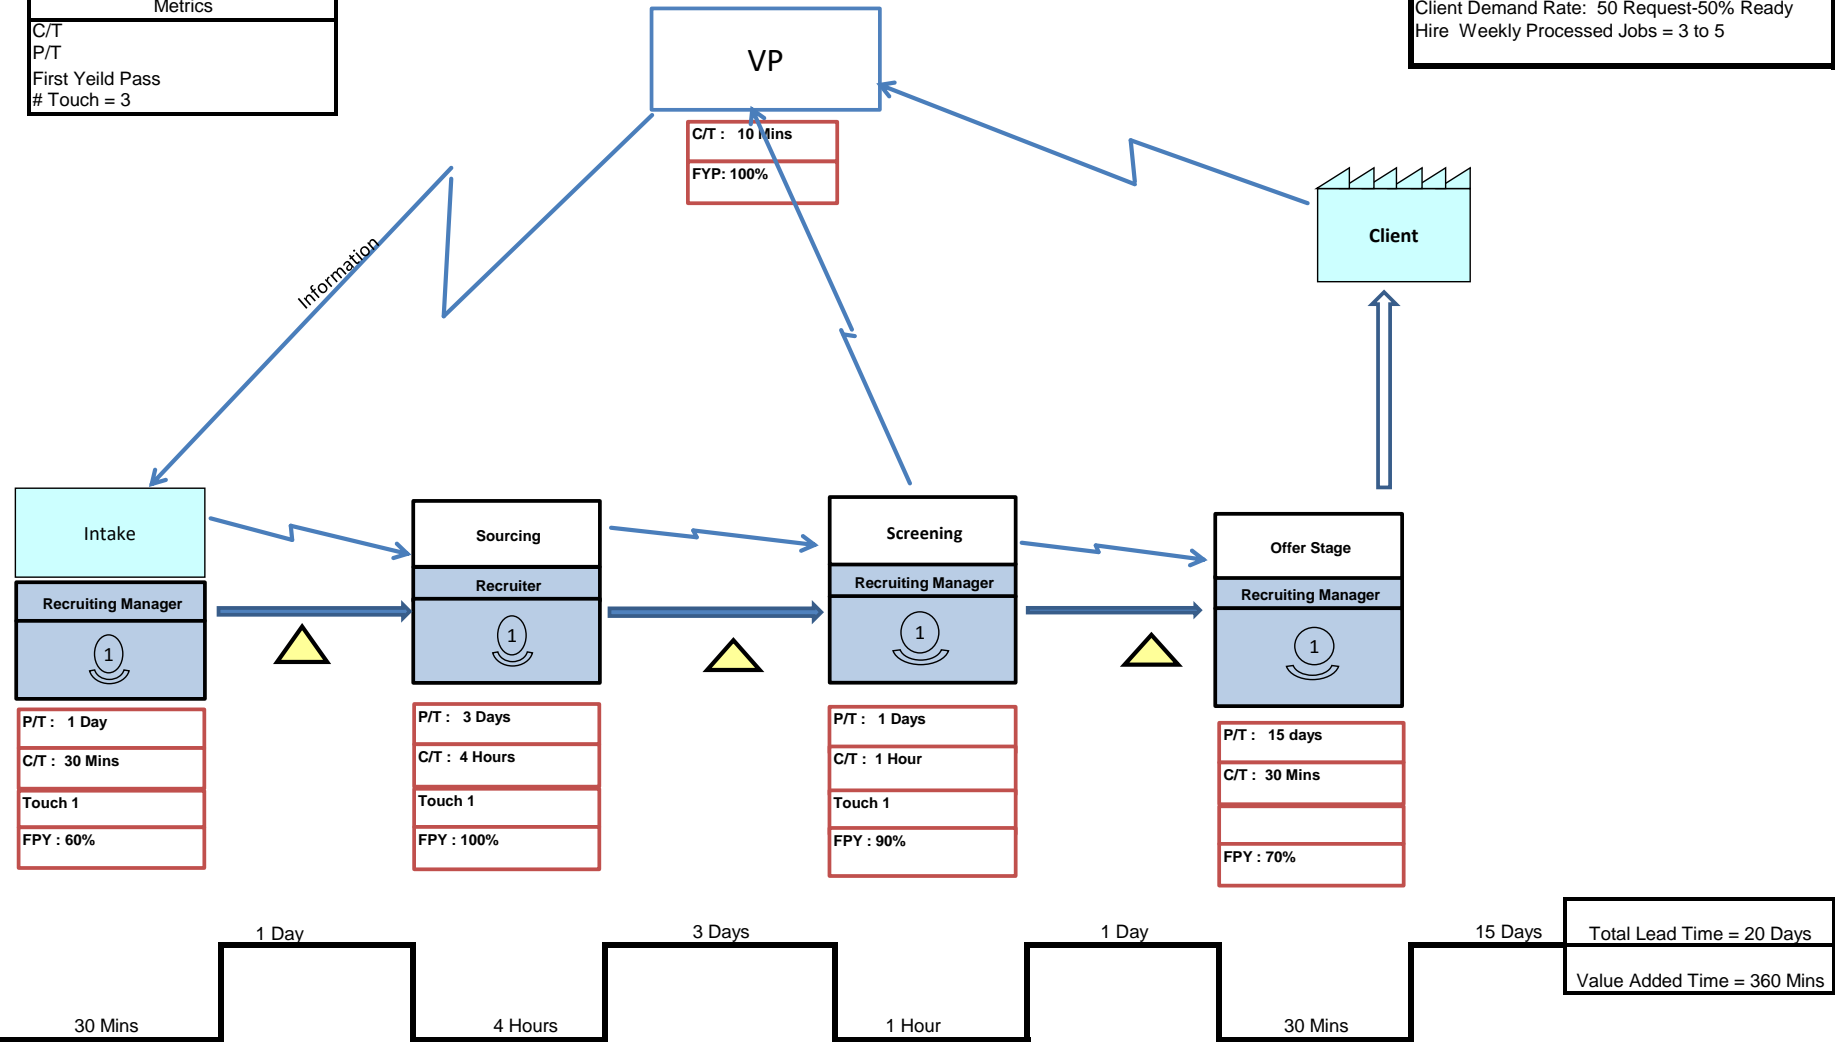 Metrics
C/T
P/T
First Yeild Pass
# Touch = 3
VP
C/T : 10 Mins
FYP: 100%
Client Demand Rate: 50 Request-50% Ready
Hire Weekly Processed Jobs = 3 to 5
Client
Information
Intake
Recruiting Manager
1
P/T : 1 Day
C/T : 30 Mins
Touch 1
FPY : 60%
Sourcing
Recruiter
1
P/T : 3 Days
C/T : 4 Hours
Touch 1
FPY : 100%
Screening
Recruiting Manager
1
P/T : 1 Days
C/T : 1 Hour
Touch 1
FPY : 90%
Offer Stage
Recruiting Manager
1
P/T : 15 days
C/T : 30 Mins
FPY : 70%
1 Day
3 Days
1 Day
15 Days
Total Lead Time = 20 Days
Value Added Time = 360 Mins
30 Mins
4 Hours
1 Hour
30 Mins